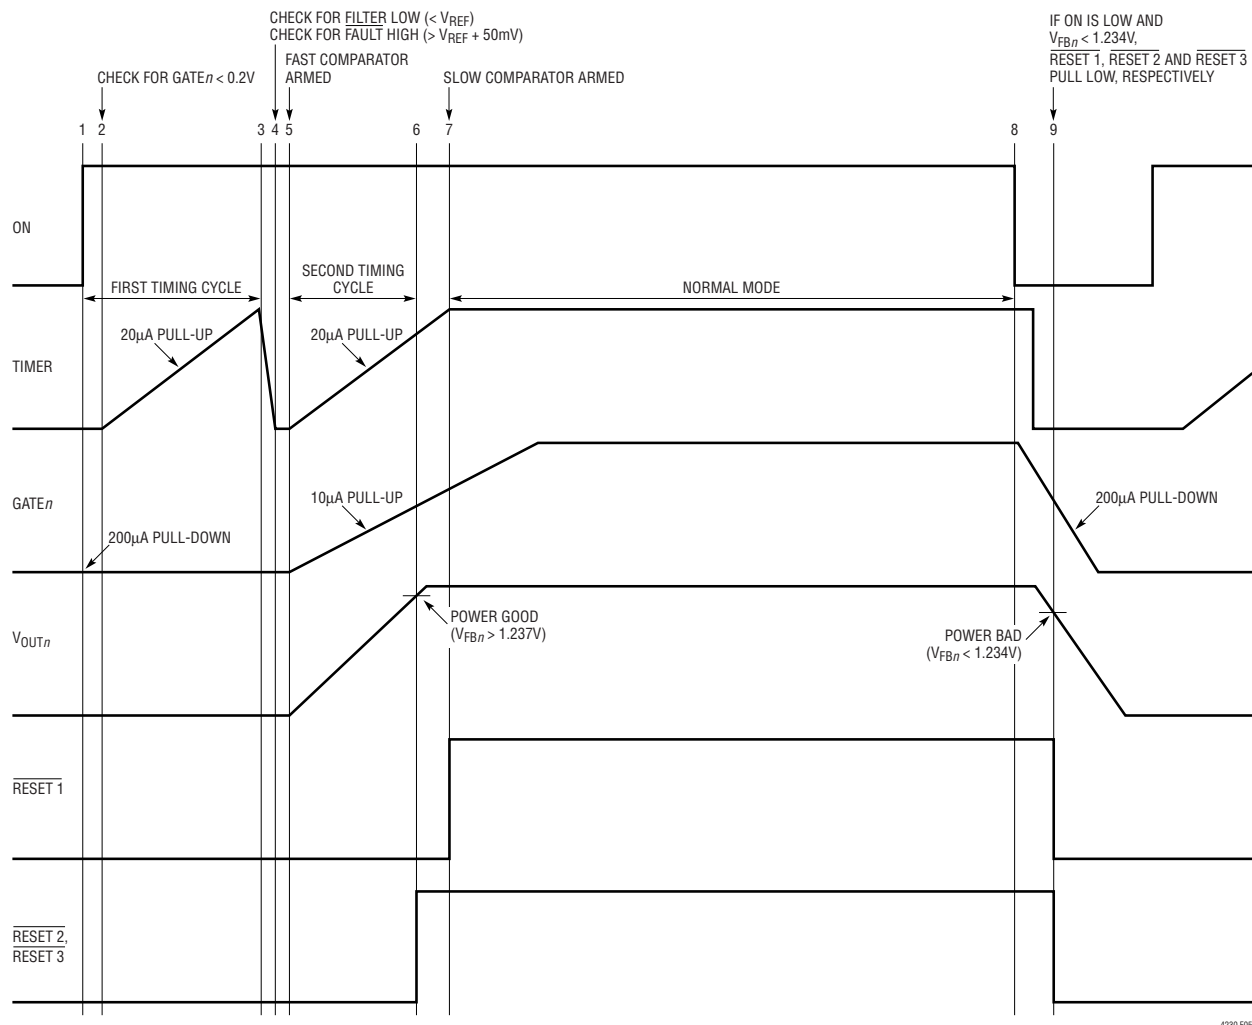 CHECK FOR FILTER LOW (< VREF)
CHECK FOR FAULT HIGH (> VREF + 50mV)
IF ON IS LOW AND
VFBn < 1.234V,
RESET 1, RESET 2 AND RESET 3
PULL LOW, RESPECTIVELY
CHECK FOR GATEn < 0.2V
FAST COMPARATOR
ARMED
SLOW COMPARATOR ARMED
1 2 3 4 5 6 7 8 9
ON
FIRST TIMING CYCLE
SECOND TIMING
CYCLE
NORMAL MODE
TIMER
20µA PULL-UP
20µA PULL-UP
GATEn
10µA PULL-UP
200µA PULL-DOWN
200µA PULL-DOWN
VOUTn
POWER GOOD
(VFBn > 1.237V)
POWER BAD
(VFBn < 1.234V)
RESET 1
RESET 2,
RESET 3
4230 F05